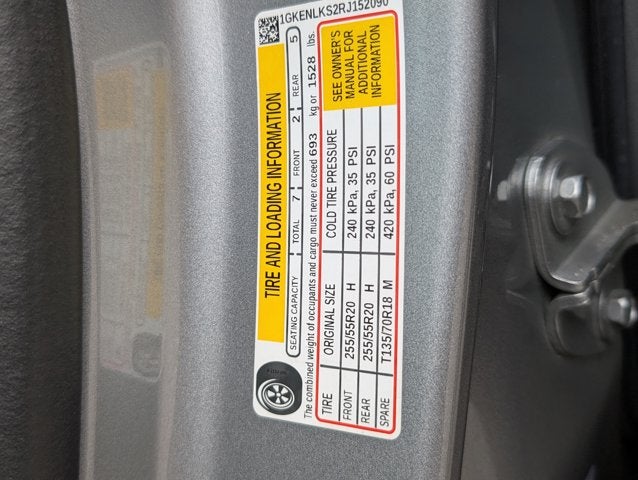 1GKENLKS2RJ152090
TIRE AND LOADING INFORMATION
SEATING CAPACITY TOTAL 7 FRONT 2 REAR 5
The combined weight of occupants and cargo must never exceed 693 kg or 1528 lbs.
TIRE ORIGINAL SIZE COLD TIRE PRESSURE
FRONT 255/55R20 H 240 kPa, 35 PSI
REAR 255/55R20 H 240 kPa, 35 PSI
SPARE T135/70R18 M 420 kPa, 60 PSI
SEE OWNER'S
MANUAL FOR
ADDITIONAL
INFORMATION